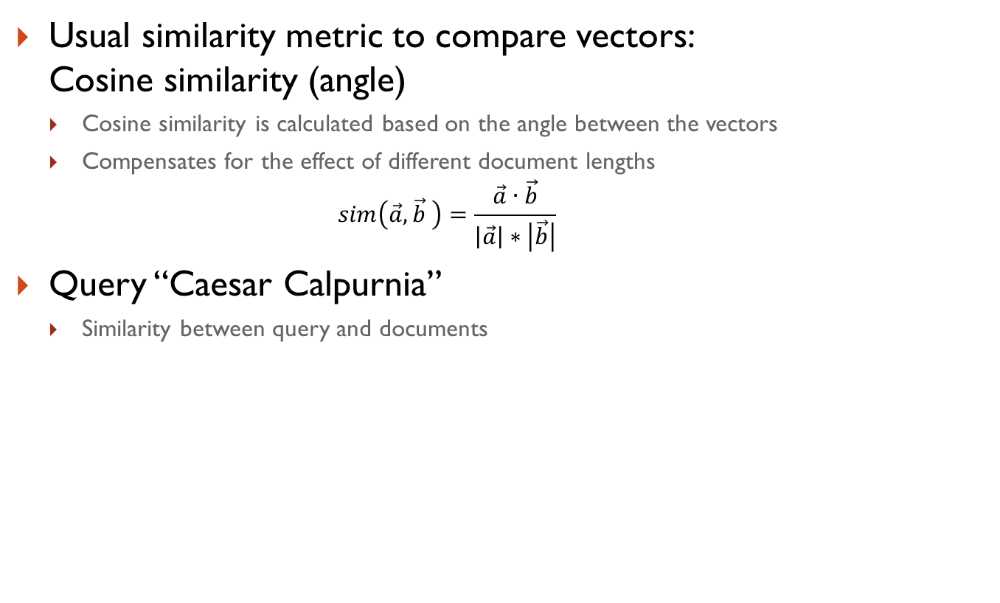 Usual similarity metric to compare vectors:
Cosine similarity (angle)
Cosine similarity is calculated based on the angle between the vectors
Compensates for the effect of different document lengths
$sim(\vec{a}, \vec{b}) = \frac{\vec{a} \cdot \vec{b}}{|\vec{a}| * |\vec{b}|}$
Query “Caesar Calpurnia”
Similarity between query and documents